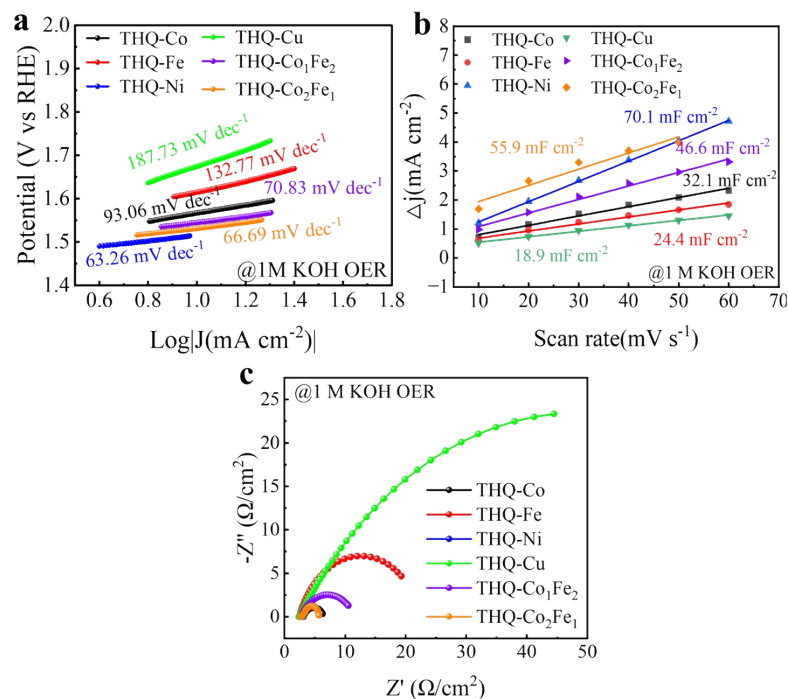 a
Potential (V vs RHE)
2.0
1.9
1.8
1.7
1.6
1.5
1.4
THQ-Co
THQ-Fe
THQ-Ni
THQ-Cu
THQ-Co₁Fe₂
THQ-Co₂Fe₁
187.73 mV dec⁻¹
132.77 mV dec⁻¹
93.06 mV dec⁻¹
70.83 mV dec⁻¹
66.69 mV dec⁻¹
63.26 mV dec⁻¹
@1M KOH OER
0.6 0.8 1.0 1.2 1.4 1.6 1.8
Log|J(mA cm⁻²)|
b
△j(mA cm⁻²)
8
7
6
5
4
3
2
1
0
−1
THQ-Co
THQ-Fe
THQ-Ni
THQ-Cu
THQ-Co₁Fe₂
THQ-Co₂Fe₁
70.1 mF cm⁻²
55.9 mF cm⁻²
46.6 mF cm⁻²
32.1 mF cm⁻²
24.4 mF cm⁻²
18.9 mF cm⁻²
@1 M KOH OER
10 20 30 40 50 60 70
Scan rate(mV s⁻¹)
c
@1 M KOH OER
-Z'' (Ω/cm²)
25
20
15
10
5
0
THQ-Co
THQ-Fe
THQ-Ni
THQ-Cu
THQ-Co₁Fe₂
THQ-Co₂Fe₁
0 10 20 30 40 50
Z' (Ω/cm²)